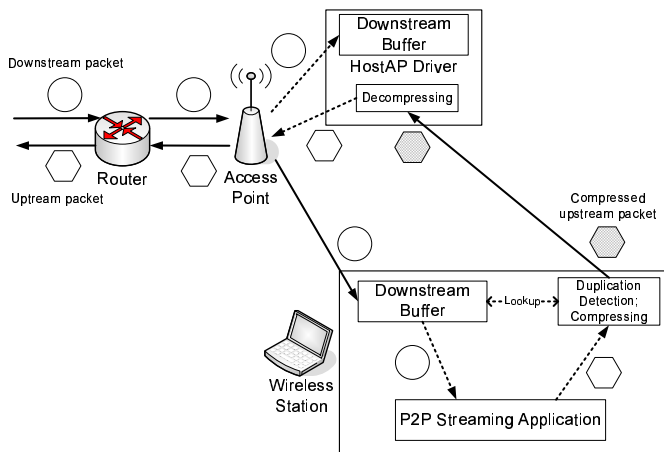 Downstream
Buffer
HostAP Driver
Decompressing
Downstream packet
Router
Access
Point
Uptream packet
Compressed
upstream packet
Downstream
Buffer
Lookup
Duplication
Detection;
Compressing
Wireless
Station
P2P Streaming Application